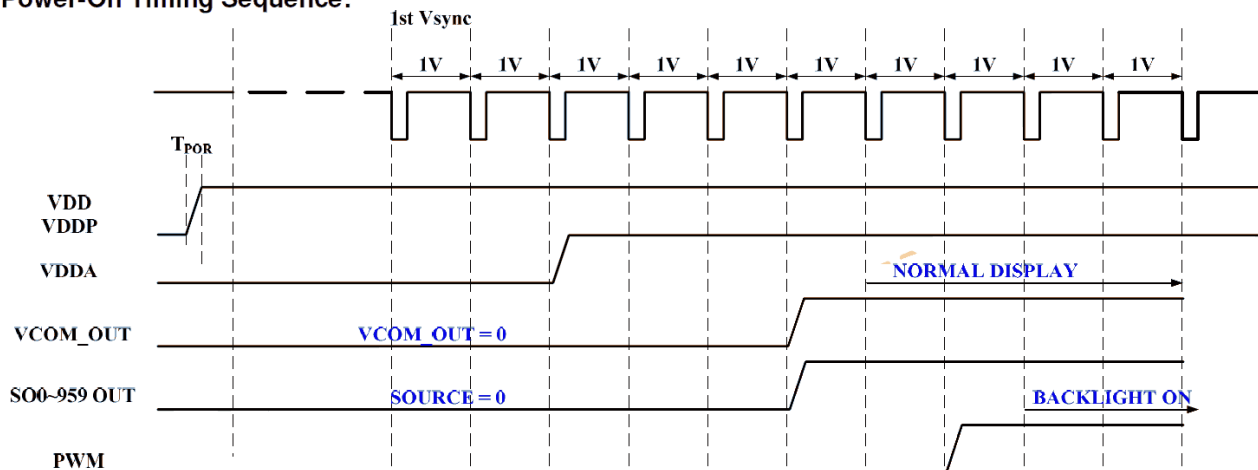 Power-On Timing Sequence:
1st Vsync
1V 1V 1V 1V 1V 1V 1V 1V 1V 1V
TPOR
VDD
VDDP
VDDA
NORMAL DISPLAY
VCOM_OUT
VCOM_OUT = 0
SO0~959 OUT
SOURCE = 0
BACKLIGHT ON
PWM